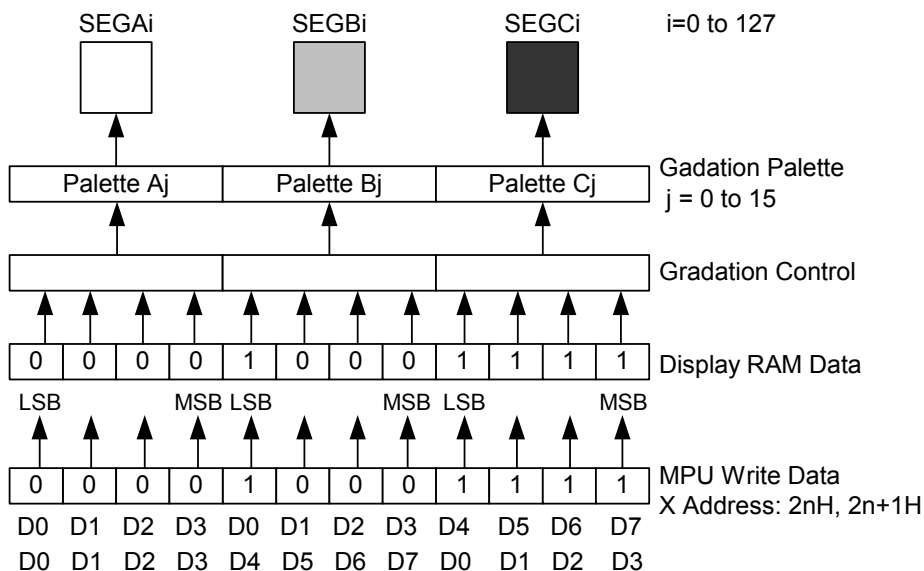 SEGAi SEGBi SEGCi i=0 to 127
Palette Aj Palette Bj Palette Cj Gadation Palette
j = 0 to 15
Gradation Control
0 0 0 0 1 0 0 0 1 1 1 1 Display RAM Data
LSB MSB LSB MSB LSB MSB
0 0 0 0 1 0 0 0 1 1 1 1 MPU Write Data
X Address: 2nH, 2n+1H
D0 D1 D2 D3 D0 D1 D2 D3 D4 D5 D6 D7
D0 D1 D2 D3 D4 D5 D6 D7 D0 D1 D2 D3